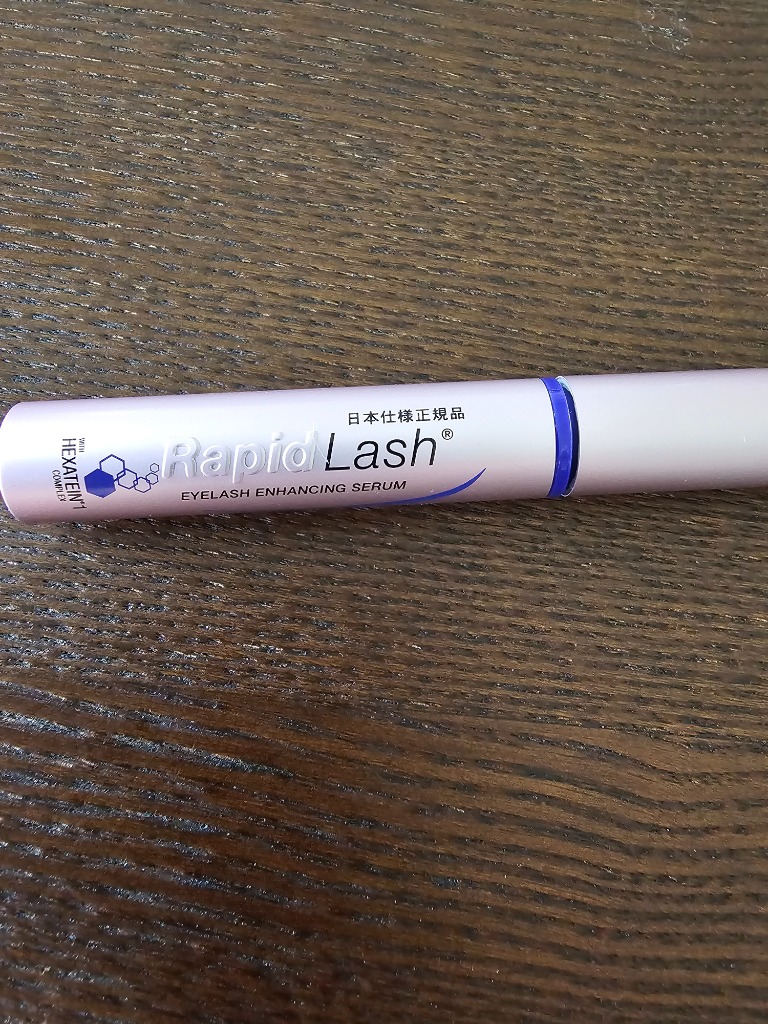 日本仕様正規品
RapidLash®
EYELASH ENHANCING SERUM
WITH
HEXATEIN*1
COMPLEX